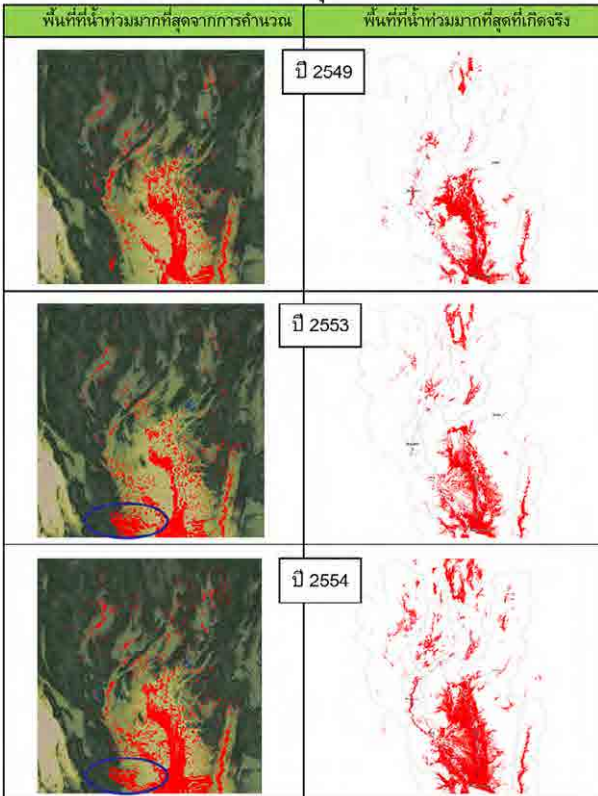 พื้นที่ที่น้ำท่วมมากที่สุดจากการคำนวณ
พื้นที่ที่น้ำท่วมมากที่สุดที่เกิดจริง
ปี 2549
ปี 2553
ปี 2554